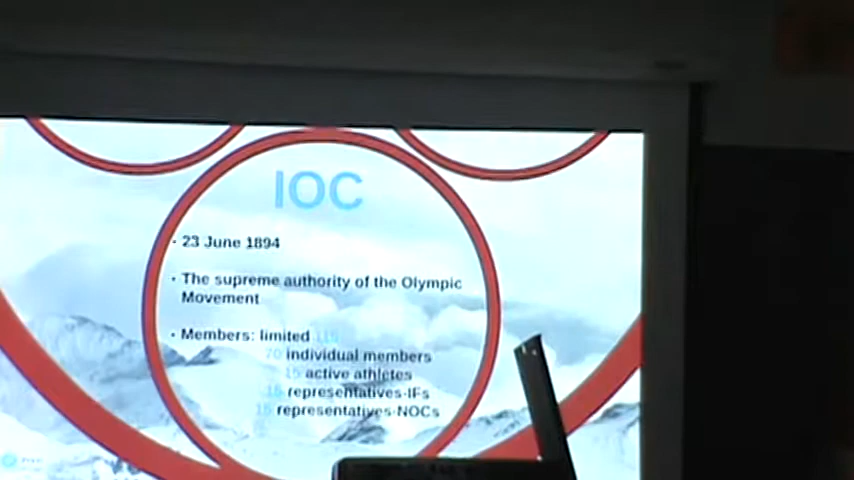 IOC
· 23 June 1894
· The supreme authority of the Olympic
Movement
· Members: limited 115
70 individual members
15 active athletes
15 representatives-IFs
15 representatives-NOCs